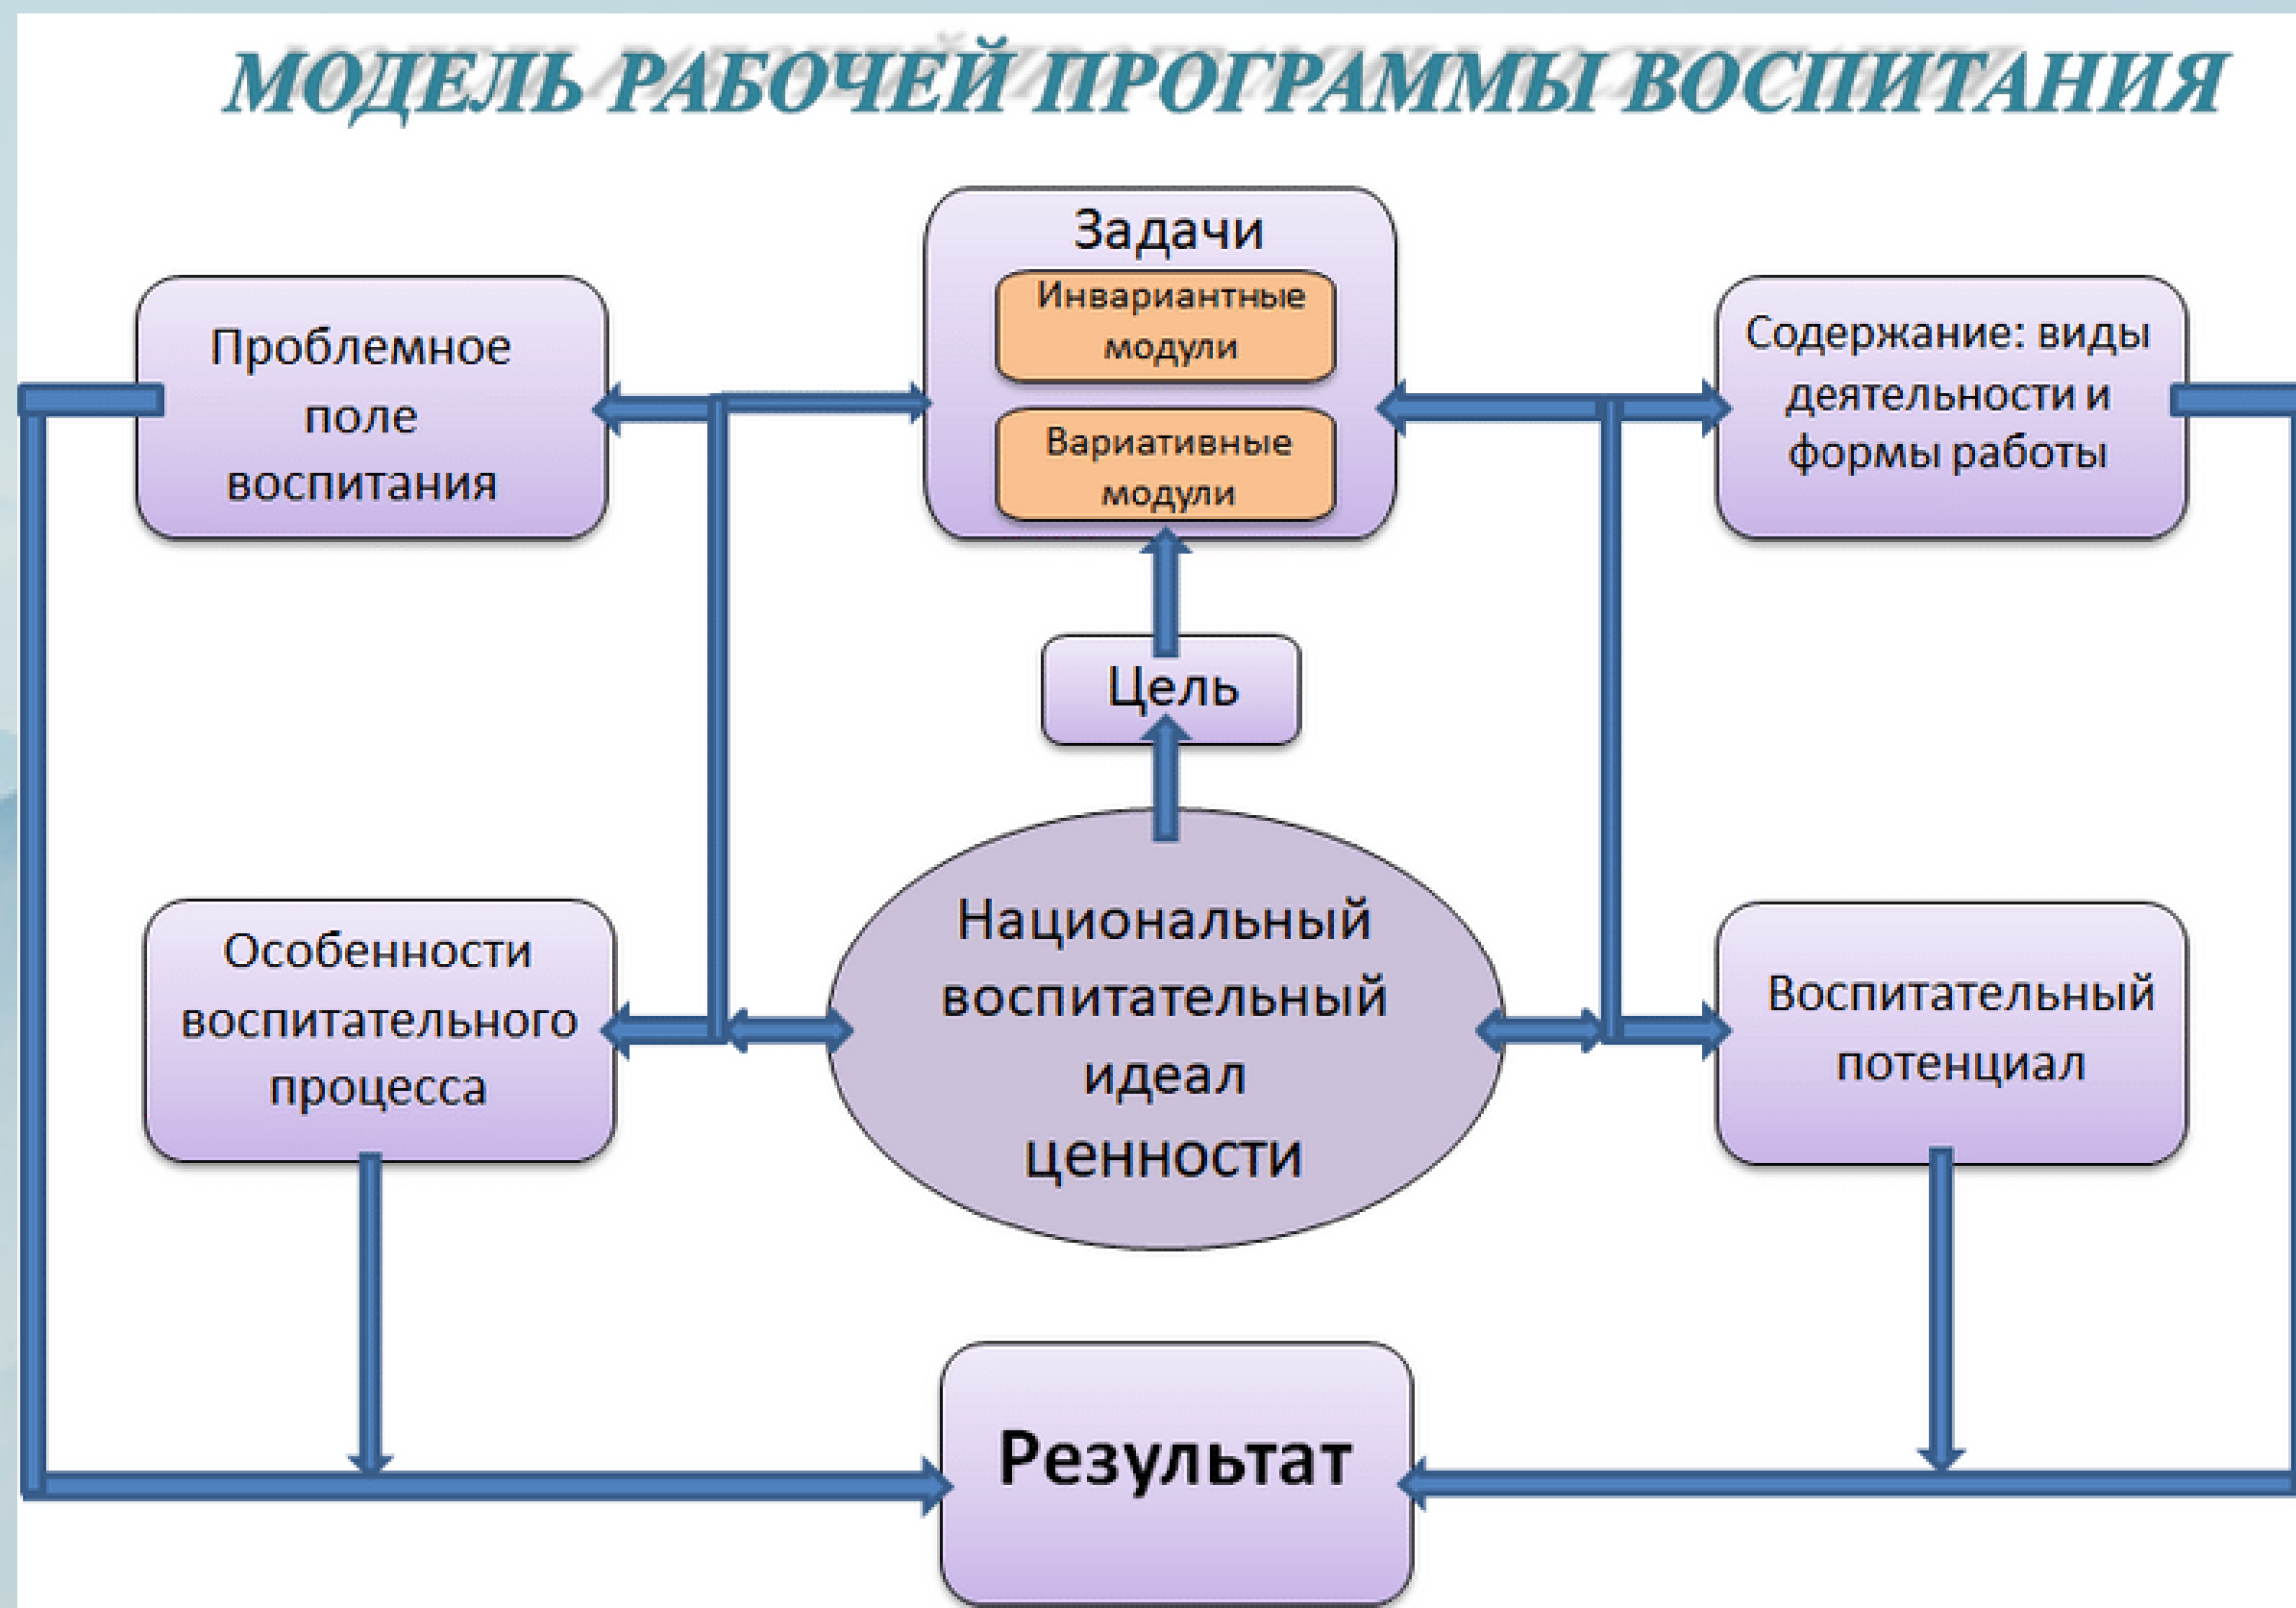 МОДЕЛЬ РАБОЧЕЙ ПРОГРАММЫ ВОСПИТАНИЯ
Задачи
Инвариантные
модули
Вариативные
модули
Проблемное
поле
воспитания
Содержание: виды
деятельности и
формы работы
Цель
Особенности
воспитательного
процесса
Национальный
воспитательный
идеал
ценности
Воспитательный
потенциал
Результат